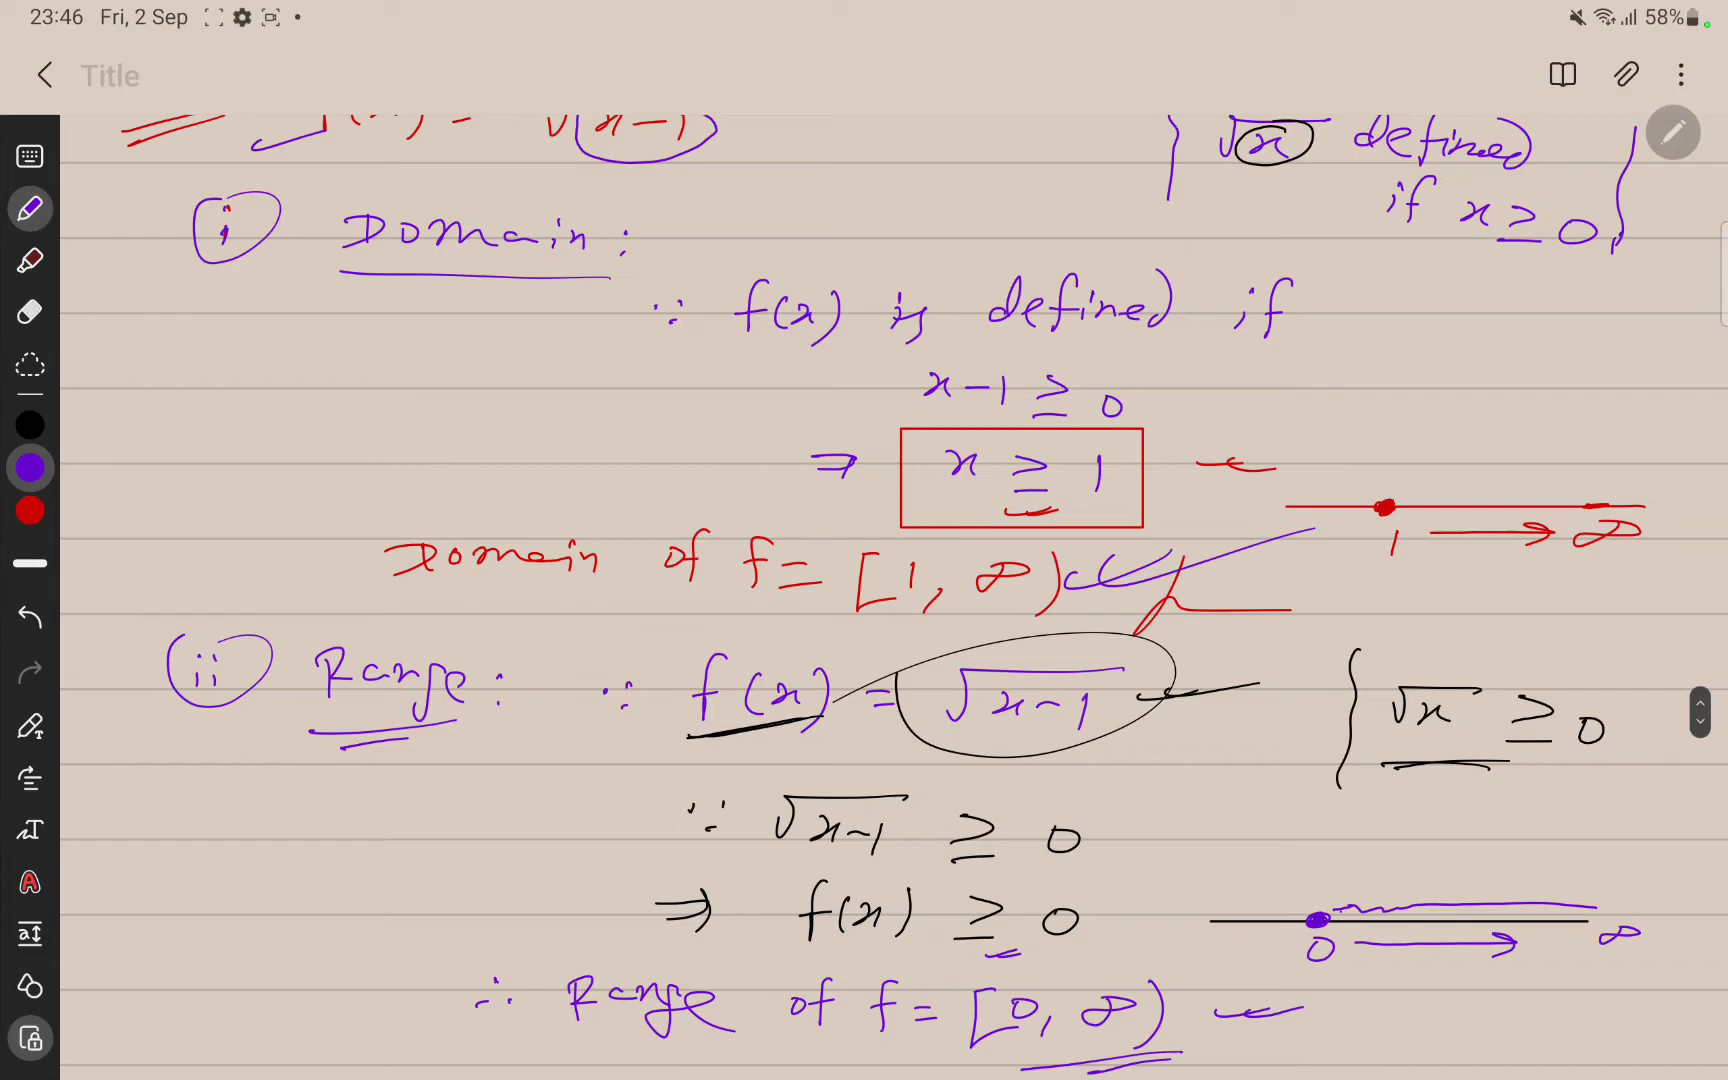 23:46 Fri, 2 Sep 58%
Title
f(x) = √(x-1)
√x defined
if x ≥ 0
(i) Domain:
∵ f(x) is defined if
x-1 ≥ 0
⇒ x ≥ 1
1 ∞
Domain of f = [1, ∞)
(ii) Range: ∵ f(x) = √x-1
√x ≥ 0
∵ √x-1 ≥ 0
⇒ f(x) ≥ 0
0 ∞
∴ Range of f = [0, ∞)